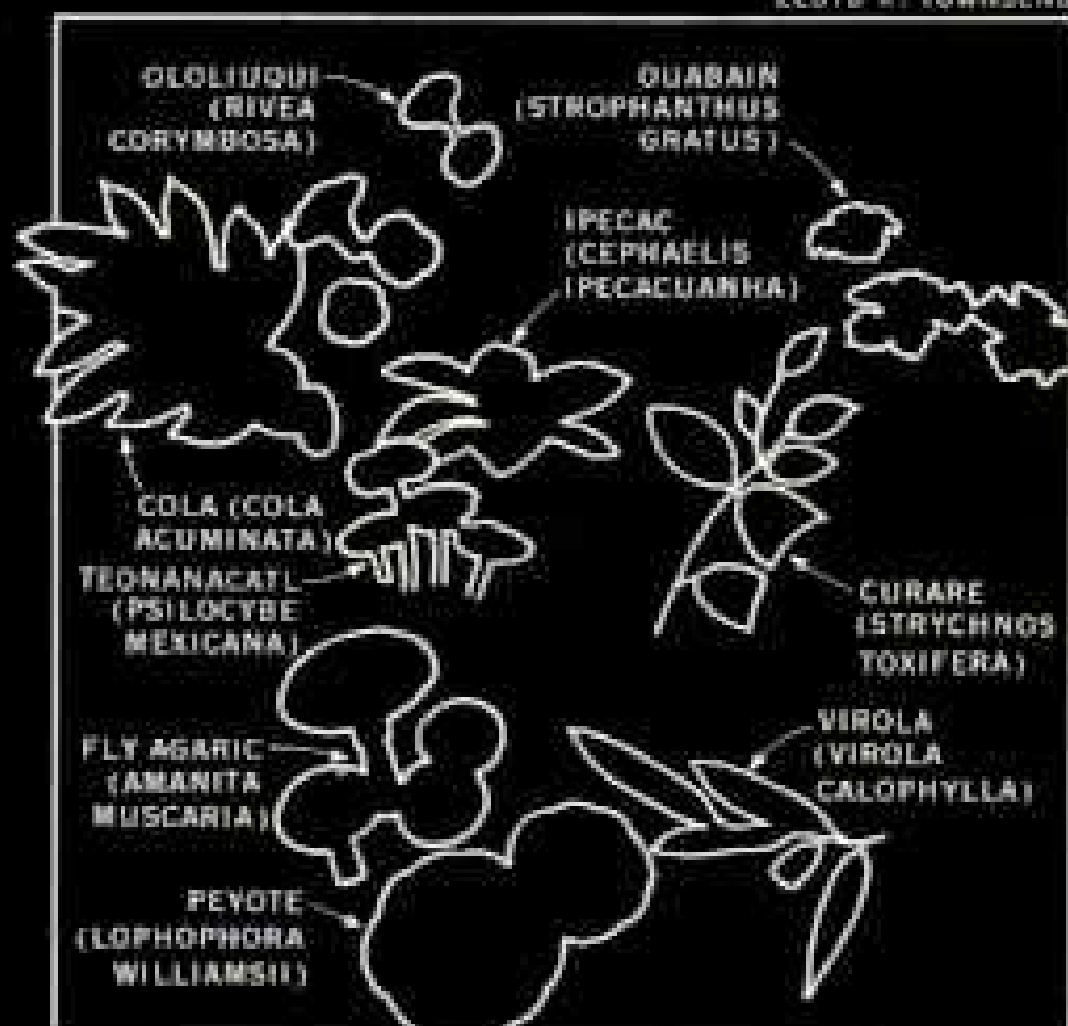 OLOLIUQUI
(RIVEA
CORYMBOSA)
OUABAIN
(STROPHANTHUS
GRATUS)
IPECAC
(CEPHAELIS
IPECACUANHA)
COLA (COLA
ACUMINATA)
TEONANACATL
(PSILOCYBE
MEXICANA)
CURARE
(STRYCHNOS
TOXIFERA)
FLY AGARIC
(AMANITA
MUSCARIA)
VIROLA
(VIROLA
CALOPHYLLA)
PEYOTE
(LOPHOPHORA
WILLIAMSII)